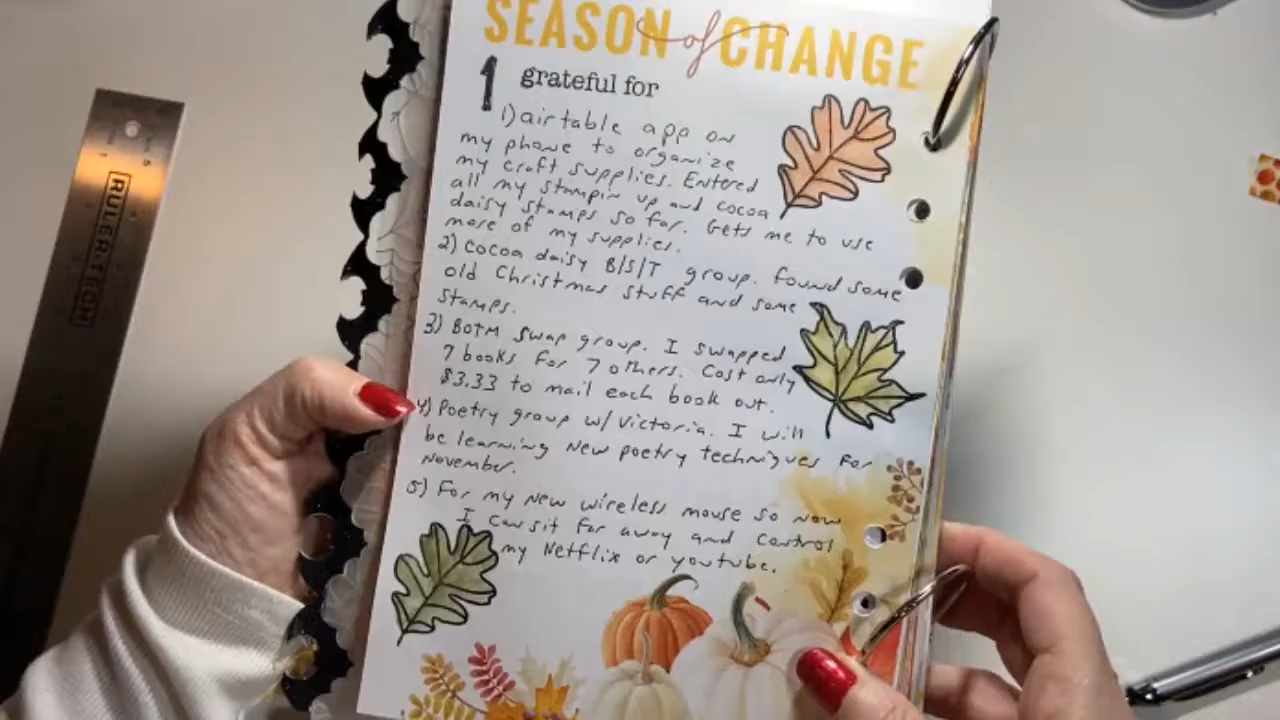 SEASON of CHANGE
1 grateful for
1) airtable app on
my phone to organize
my craft supplies. Entered
all my stampin up and cocoa
daisy stamps so far. Gets me to use
more of my supplies.
2) cocoa daisy B/S/T group. found some
old Christmas stuff and some
stamps.
3) BOTM swap group. I swapped
7 books for 7 others. Cost only
$3.33 to mail each book out.
4) Poetry group w/ Victoria. I will
be learning new poetry techniques for
november.
5) For my new wireless mouse so now
I can sit far away and control
my Netflix or youtube.
RULER-TECH